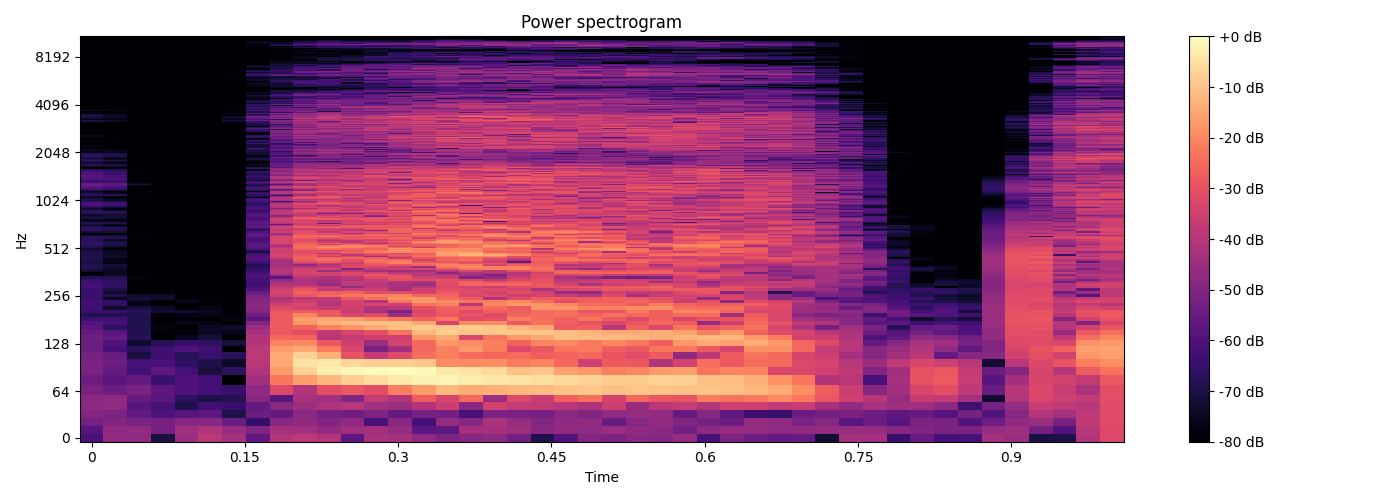 Power spectrogram
Hz
8192
4096
2048
1024
512
256
128
64
0
0 0.15 0.3 0.45 0.6 0.75 0.9
Time
+0 dB
-10 dB
-20 dB
-30 dB
-40 dB
-50 dB
-60 dB
-70 dB
-80 dB